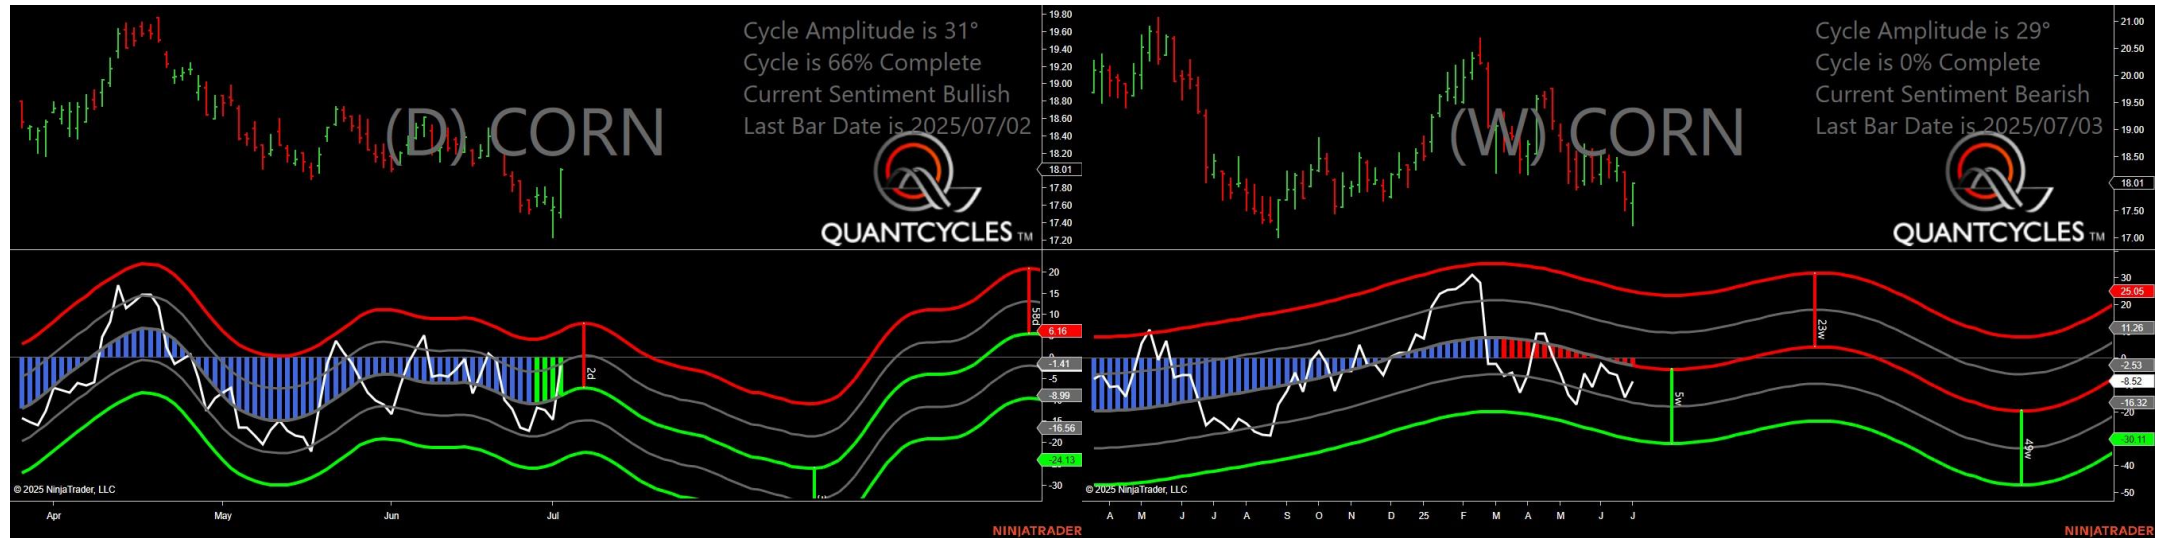 Cycle Amplitude is 31°
Cycle is 66% Complete
Current Sentiment Bullish
Last Bar Date is 2025/07/02
(D) CORN
QUANTCYCLES TM
19.80
19.60
19.40
19.20
19.00
18.80
18.60
18.40
18.20
18.01
17.80
17.60
17.40
17.20
20
15
10
6.16
-1.41
-5
-8.99
-15
-16.56
-20
-24.13
-30
58d
2d
© 2025 NinjaTrader, LLC
Apr
May
Jun
Jul
NINJATRADER
Cycle Amplitude is 29°
Cycle is 0% Complete
Current Sentiment Bearish
Last Bar Date is 2025/07/03
(W) CORN
QUANTCYCLES TM
21.00
20.50
20.00
19.50
19.00
18.50
18.01
17.50
17.00
30
25.05
20
11.26
-2.53
-8.52
-16.32
-20
-30.11
-40
-50
23w
5w
49w
© 2025 NinjaTrader, LLC
A M J J A S O N D 25 F M A M J J
NINJATRADER